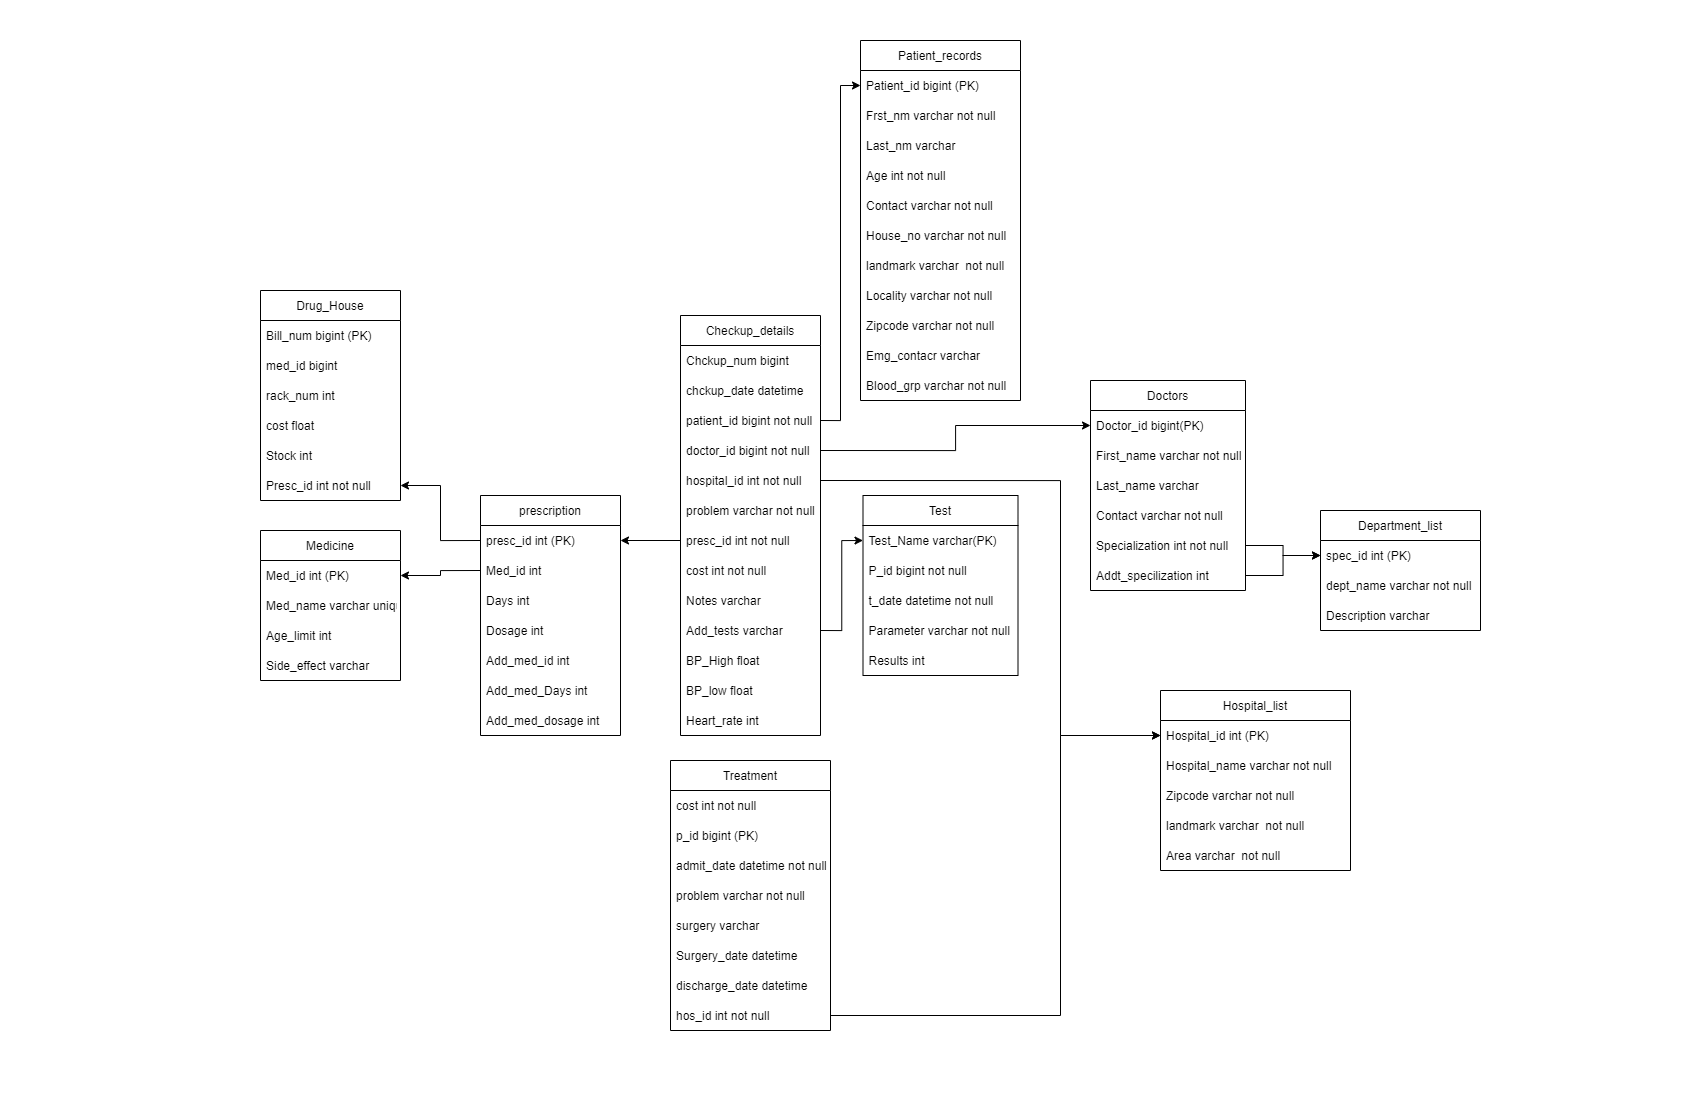 Patient_records
Patient_id bigint (PK)
Frst_nm varchar not null
Last_nm varchar
Age int not null
Contact varchar not null
House_no varchar not null
landmark varchar  not null
Locality varchar not null
Zipcode varchar not null
Emg_contacr varchar
Blood_grp varchar not null
Drug_House
Bill_num bigint (PK)
med_id bigint
rack_num int
cost float
Stock int
Presc_id int not null
Medicine
Med_id int (PK)
Med_name varchar uniq
Age_limit int
Side_effect varchar
prescription
presc_id int (PK)
Med_id int
Days int
Dosage int
Add_med_id int
Add_med_Days int
Add_med_dosage int
Checkup_details
Chckup_num bigint
chckup_date datetime
patient_id bigint not null
doctor_id bigint not null
hospital_id int not null
problem varchar not null
presc_id int not null
cost int not null
Notes varchar
Add_tests varchar
BP_High float
BP_low float
Heart_rate int
Test
Test_Name varchar(PK)
P_id bigint not null
t_date datetime not null
Parameter varchar not null
Results int
Doctors
Doctor_id bigint(PK)
First_name varchar not null
Last_name varchar
Contact varchar not null
Specialization int not null
Addt_specilization int
Department_list
spec_id int (PK)
dept_name varchar not null
Description varchar
Hospital_list
Hospital_id int (PK)
Hospital_name varchar not null
Zipcode varchar not null
landmark varchar  not null
Area varchar  not null
Treatment
cost int not null
p_id bigint (PK)
admit_date datetime not null
problem varchar not null
surgery varchar
Surgery_date datetime
discharge_date datetime
hos_id int not null